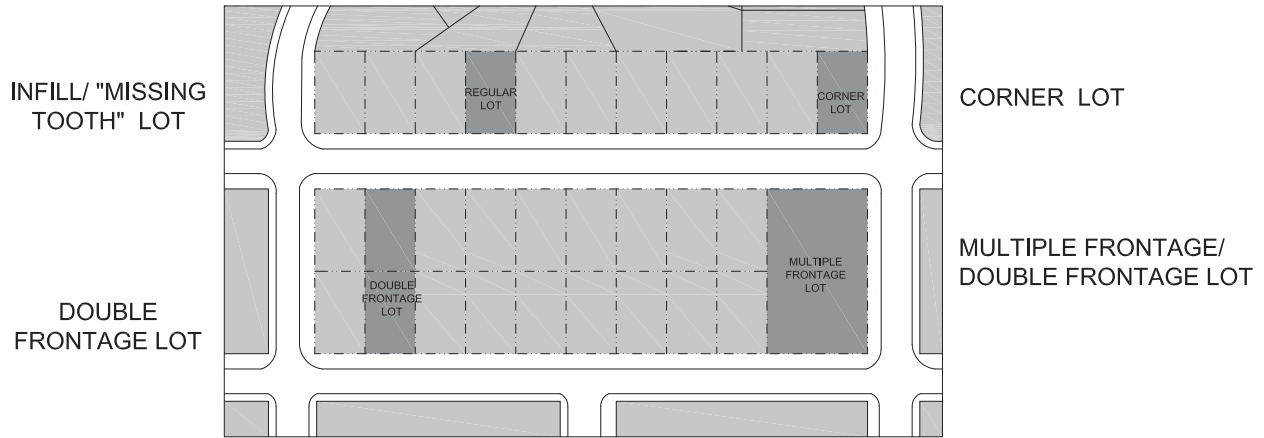 INFILL/ "MISSING
TOOTH" LOT
REGULAR
LOT
CORNER
LOT
CORNER LOT
DOUBLE
FRONTAGE LOT
DOUBLE
FRONTAGE
LOT
MULTIPLE
FRONTAGE
LOT
MULTIPLE FRONTAGE/
DOUBLE FRONTAGE LOT